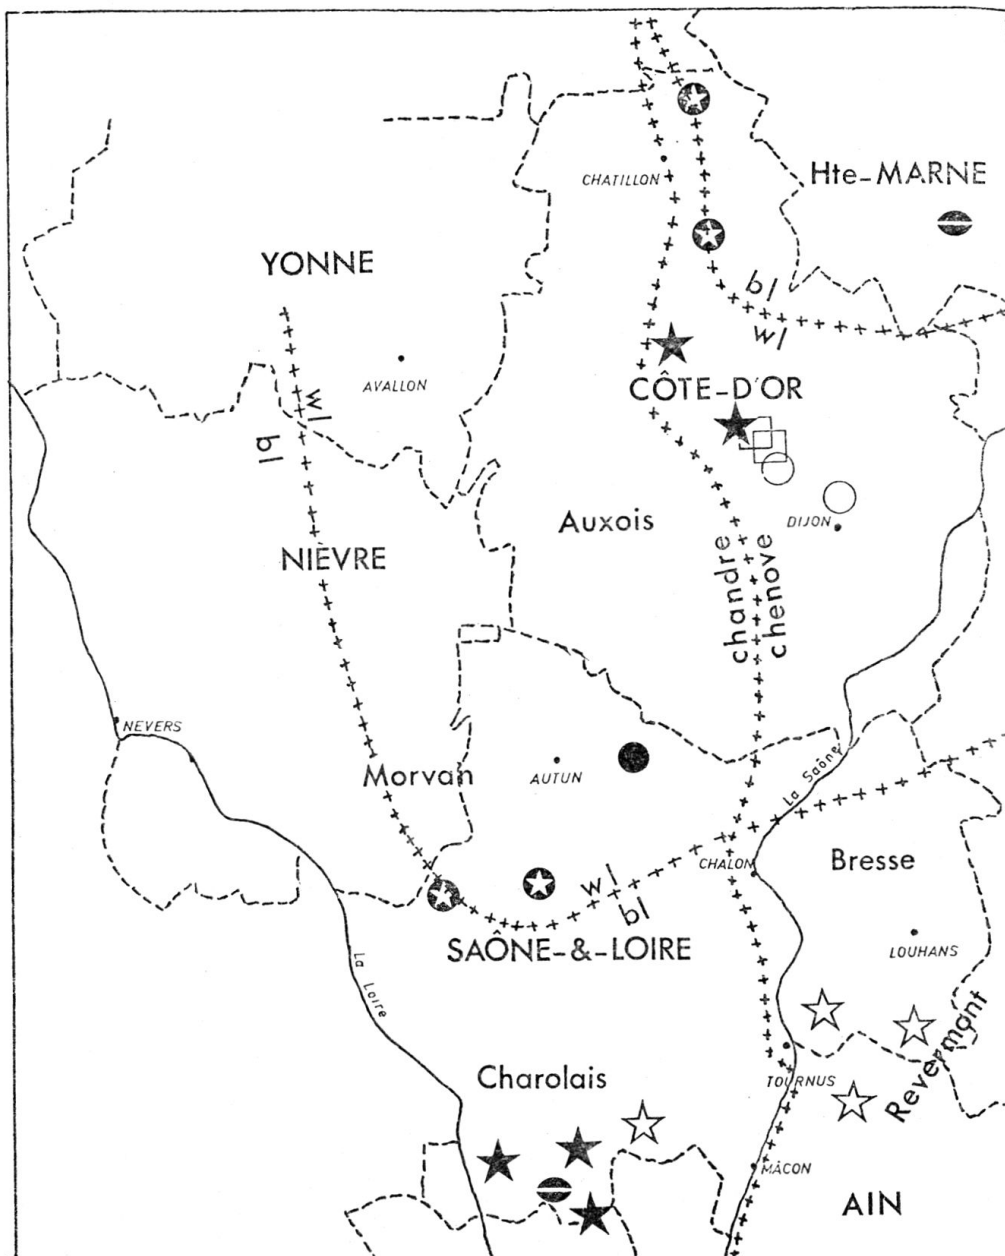 CHATILLON
Hte-MARNE
YONNE
bl
wl
AVALLON
CÔTE-D'OR
wl
bl
Auxois
DIJON
chandre
chenove
NIÈVRE
NEVERS
Morvan
AUTUN
La Saône
CHALON
Bresse
wl
bl
SAÔNE-&-LOIRE
LOUHANS
La Loire
Revermont
Charolais
TOURNUS
MÂCON
AIN